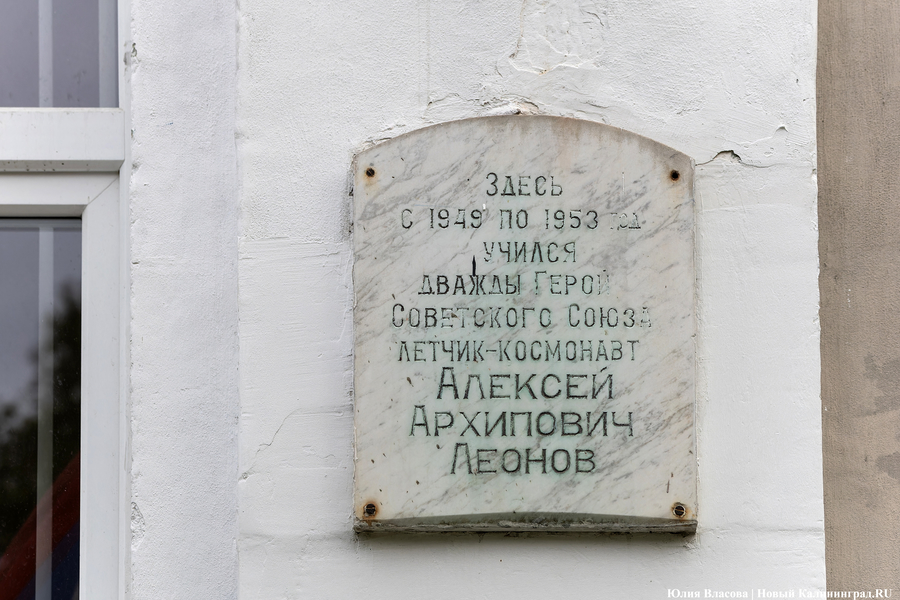 Здесь
с 1949 по 1953 год
учился
дважды Герой
Советского Союза
летчик-космонавт
Алексей
Архипович
Леонов
Юлия Власова | Новый Калининград.RU